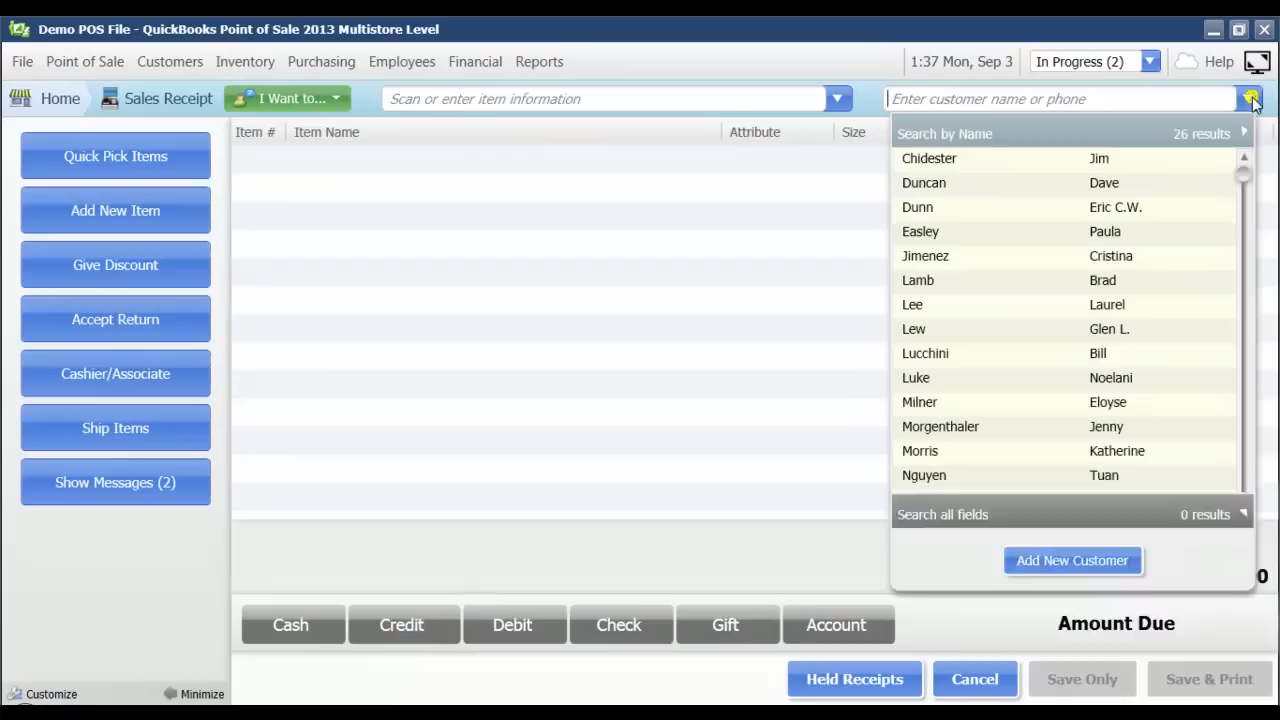 Demo POS File - QuickBooks Point of Sale 2013 Multistore Level
File Point of Sale Customers Inventory Purchasing Employees Financial Reports 1:37 Mon, Sep 3 In Progress (2) Help
Home Sales Receipt I Want to... Scan or enter item information Enter customer name or phone
Item # Item Name Attribute Size
Search by Name 26 results
Chidester Jim
Duncan Dave
Dunn Eric C.W.
Easley Paula
Jimenez Cristina
Lamb Brad
Lee Laurel
Lew Glen L.
Lucchini Bill
Luke Noelani
Milner Eloyse
Morgenthaler Jenny
Morris Katherine
Nguyen Tuan
Search all fields 0 results
Add New Customer
Quick Pick Items
Add New Item
Give Discount
Accept Return
Cashier/Associate
Ship Items
Show Messages (2)
0
Cash Credit Debit Check Gift Account Amount Due
Held Receipts Cancel Save Only Save & Print
Customize Minimize